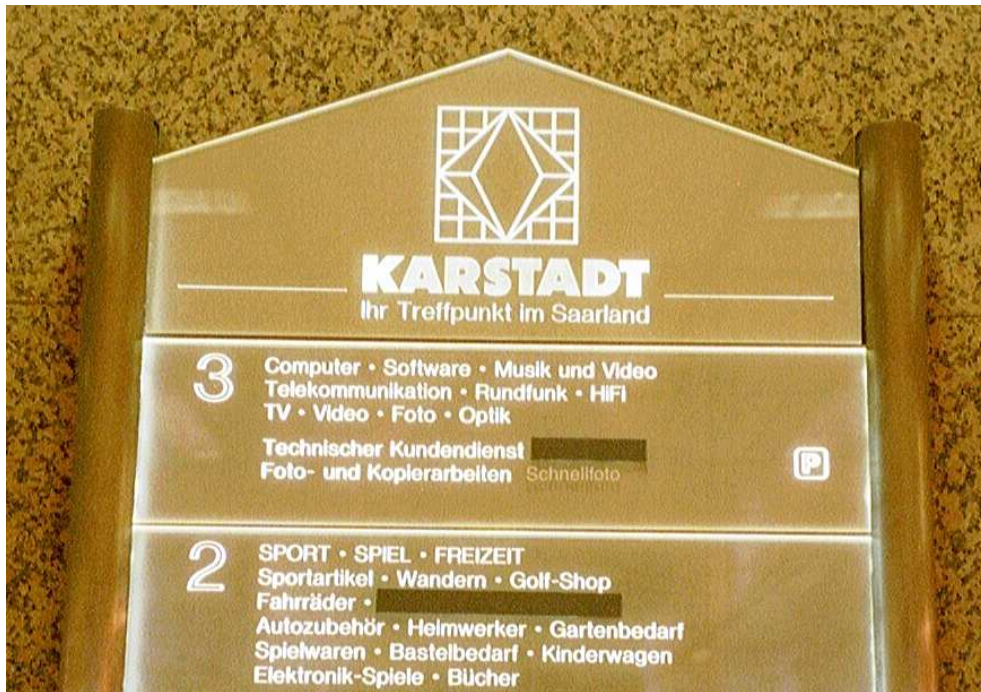 KARSTADT
Ihr Treffpunkt im Saarland
3
Computer • Software • Musik und Video
Telekommunikation • Rundfunk • HiFi
TV • Video • Foto • Optik
Technischer Kundendienst
Foto- und Kopierarbeiten Schnellfoto
P
2
SPORT • SPIEL • FREIZEIT
Sportartikel • Wandern • Golf-Shop
Fahrräder •
Autozubehör • Heimwerker • Gartenbedarf
Spielwaren • Bastelbedarf • Kinderwagen
Elektronik-Spiele • Bücher